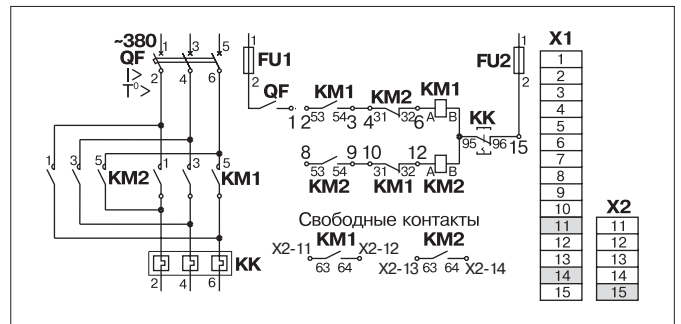 ~380
QF
I>
T⁰>
1 3 5
2 4 6
1
FU1
2
QF
1 2
KM1
53 54
3 4
KM2
31 32
6
KM1
A B
KK
95 96
15
1
FU2
2
8
53 54
KM2
9 10
31 32
KM1
12
A B
KM2
1 3 5
KM2
1 3 5
KM1
KK
2 4 6
Свободные контакты
X2-11 KM1 X2-12
63 64
KM2
X2-13 63 64 X2-14
X1
1
2
3
4
5
6
7
8
9
10
11
12
13
14
15
X2
11
12
13
14
15